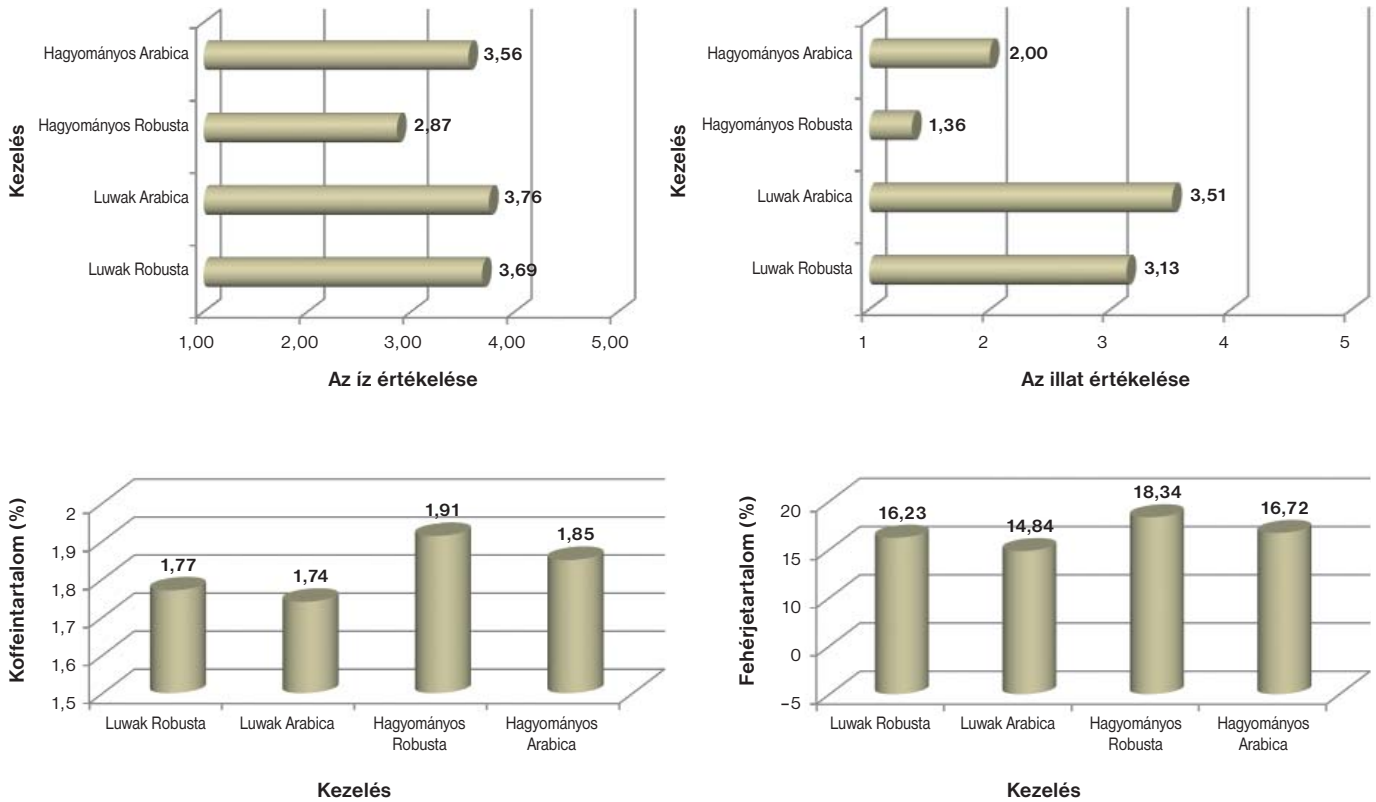 Kezelés
Hagyományos Arabica
3,56
Hagyományos Robusta
2,87
Luwak Arabica
3,76
Luwak Robusta
3,69
1,00 2,00 3,00 4,00 5,00
Az íz értékelése
Kezelés
Hagyományos Arabica
2,00
Hagyományos Robusta
1,36
Luwak Arabica
3,51
Luwak Robusta
3,13
1 2 3 4 5
Az illat értékelése
Koffeintartalom (%)
2
1,9
1,8
1,7
1,6
1,5
1,77
1,74
1,91
1,85
Luwak Robusta Luwak Arabica Hagyományos Hagyományos
Robusta Arabica
Kezelés
Fehérjetartalom (%)
20
15
10
0
−5
16,23
14,84
18,34
16,72
Luwak Robusta Luwak Arabica Hagyományos Hagyományos
Robusta Arabica
Kezelés